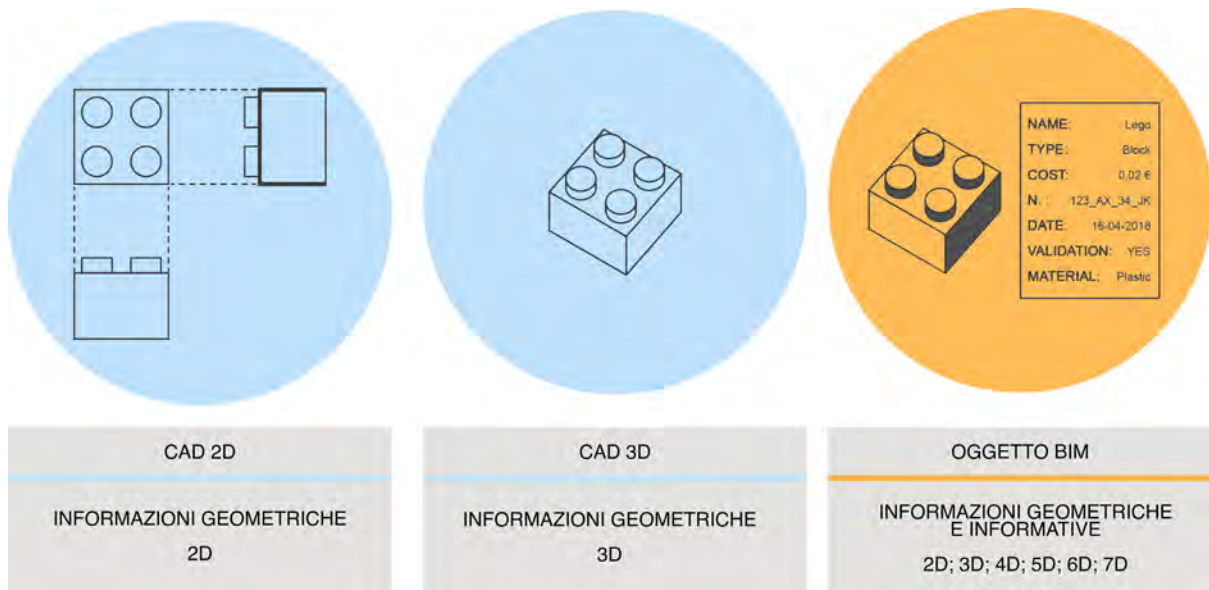 NAME: Lego
TYPE: Block
COST: 0.02 €
N. : 123_AX_34_JK
DATE: 16-04-2018
VALIDATION: YES
MATERIAL: Plastic
CAD 2D
INFORMAZIONI GEOMETRICHE
2D
CAD 3D
INFORMAZIONI GEOMETRICHE
3D
OGGETTO BIM
INFORMAZIONI GEOMETRICHE
E INFORMATIVE
2D; 3D; 4D; 5D; 6D; 7D